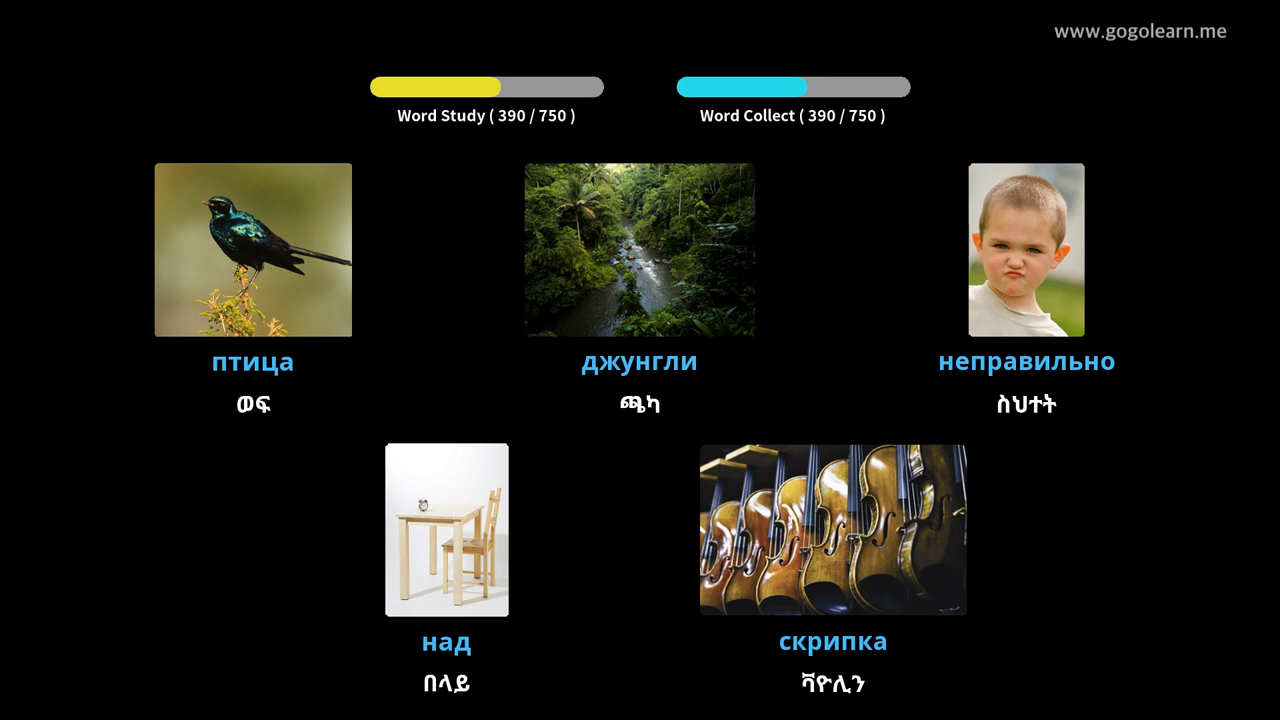 www.gogolearn.me
Word Study ( 390 / 750 )
Word Collect ( 390 / 750 )
птица
ወፍ
джунгли
ጫካ
неправильно
ስህተት
над
በላይ
скрипка
ቫዮሊን